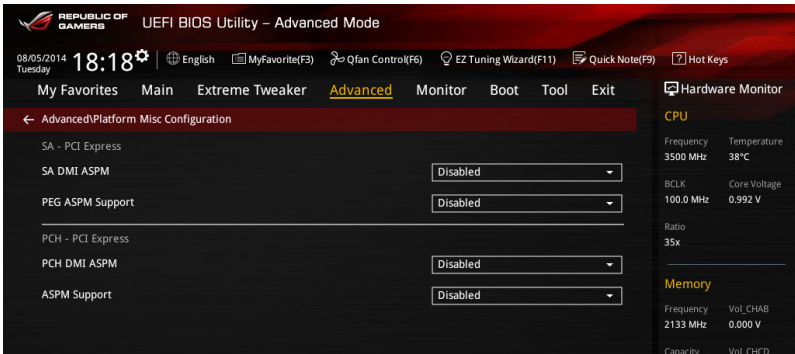 REPUBLIC OF
GAMERS
UEFI BIOS Utility – Advanced Mode
08/05/2014
Tuesday
18:18
English
MyFavorite(F3)
Qfan Control(F6)
EZ Tuning Wizard(F11)
Quick Note(F9)
? Hot Keys
My Favorites Main Extreme Tweaker Advanced Monitor Boot Tool Exit
Hardware Monitor
← Advanced\Platform Misc Configuration
SA - PCI Express
SA DMI ASPM Disabled
PEG ASPM Support Disabled
PCH - PCI Express
PCH DMI ASPM Disabled
ASPM Support Disabled
CPU
Frequency Temperature
3500 MHz 38°C
BCLK Core Voltage
100.0 MHz 0.992 V
Ratio
35x
Memory
Frequency Vol_CHAB
2133 MHz 0.000 V
Capacity Vol_CHCD